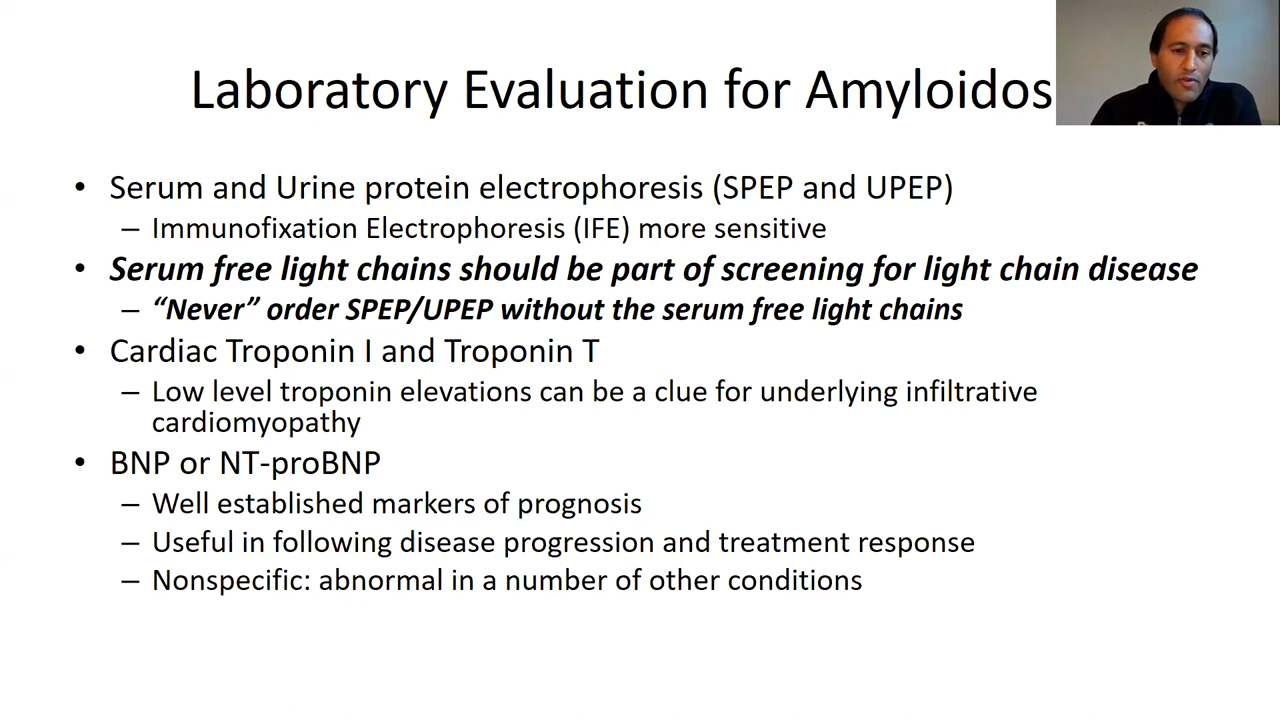 Laboratory Evaluation for Amyloidos
• Serum and Urine protein electrophoresis (SPEP and UPEP)
– Immunofixation Electrophoresis (IFE) more sensitive
• Serum free light chains should be part of screening for light chain disease
– “Never” order SPEP/UPEP without the serum free light chains
• Cardiac Troponin I and Troponin T
– Low level troponin elevations can be a clue for underlying infiltrative
cardiomyopathy
• BNP or NT-proBNP
– Well established markers of prognosis
– Useful in following disease progression and treatment response
– Nonspecific: abnormal in a number of other conditions